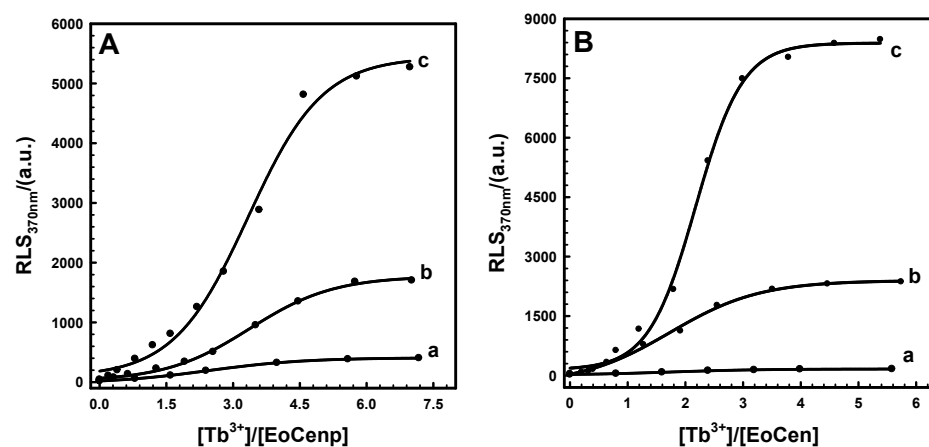 A
RLS370nm/(a.u.)
6000
5000
4000
3000
2000
1000
0
c
b
a
0.0 1.5 3.0 4.5 6.0 7.5
[Tb3+]/[EoCenp]
B
RLS370nm/(a.u.)
9000
7500
6000
4500
3000
1500
0
c
b
a
0 1 2 3 4 5 6
[Tb3+]/[EoCen]